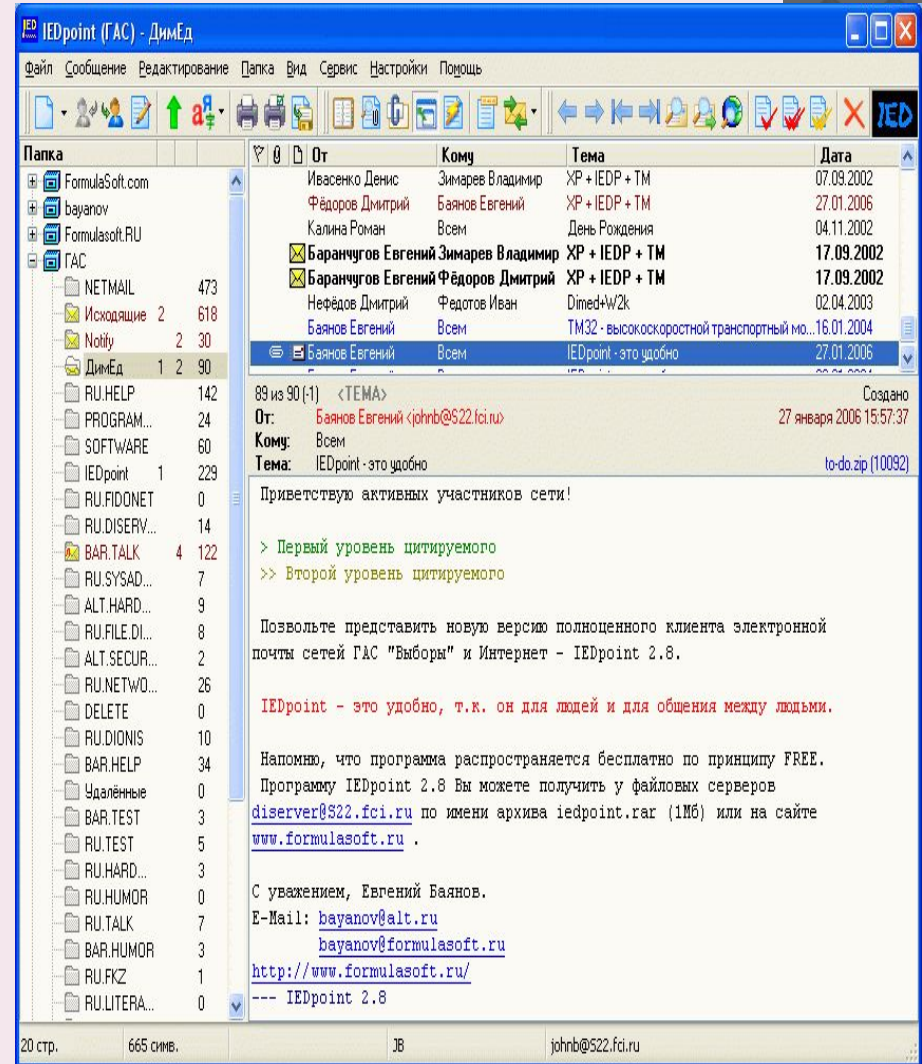 IED IEDpoint (ГАС) - ДимЕд
Файл Сообщение Редактирование Папка Вид Сервис Настройки Помощь
IED
Папка
FormulaSoft.com
bayanov
Formulasoft.RU
ГАС
NETMAIL 473
Исходящие 2 618
Notify 2 30
ДимЕд 1 2 90
RU.HELP 142
PROGRAM... 24
SOFTWARE 60
IEDpoint 1 229
RU.FIDONET 0
RU.DISERV... 14
BAR.TALK 4 122
RU.SYSAD... 7
ALT.HARD... 9
RU.FILE.DI... 8
ALT.SECUR... 2
RU.NETWO... 26
DELETE 0
RU.DIONIS 10
BAR.HELP 34
Удалённые 0
BAR.TEST 3
RU.TEST 5
RU.HARD... 3
RU.HUMOR 0
RU.TALK 7
BAR.HUMOR 3
RU.FKZ 1
RU.LITERA... 0
От Кому Тема Дата
Ивасенко Денис Зимарев Владимир XP + IEDP + TM 07.09.2002
Фёдоров Дмитрий Баянов Евгений XP + IEDP + TM 27.01.2006
Калина Роман Всем День Рождения 04.11.2002
Баранчугов Евгений Зимарев Владимир XP + IEDP + TM 17.09.2002
Баранчугов Евгений Фёдоров Дмитрий XP + IEDP + TM 17.09.2002
Нефёдов Дмитрий Федотов Иван Dimed+W2k 02.04.2003
Баянов Евгений Всем TM32 - высокоскоростной транспортный мо... 16.01.2004
Баянов Евгений Всем IEDpoint - это удобно 27.01.2006
89 из 90 (-1) <ТЕМА> Создано
От: Баянов Евгений <johnb@S22.fci.ru> 27 января 2006 15:57:37
Кому: Всем
Тема: IEDpoint - это удобно to-do.zip (10092)
Приветствую активных участников сети!
> Первый уровень цитируемого
>> Второй уровень цитируемого
Позвольте представить новую версию полноценного клиента электронной
почты сетей ГАС "Выборы" и Интернет - IEDpoint 2.8.
IEDpoint - это удобно, т.к. он для людей и для общения между людьми.
Напомню, что программа распространяется бесплатно по принципу FREE.
Программу IEDpoint 2.8 Вы можете получить у файловых серверов
diserver@S22.fci.ru по имени архива iedpoint.rar (1Мб) или на сайте
www.formulasoft.ru .
С уважением, Евгений Баянов.
E-Mail: bayanov@alt.ru
bayanov@formulasoft.ru
http://www.formulasoft.ru/
--- IEDpoint 2.8
20 стр. 665 симв. JB johnb@S22.fci.ru